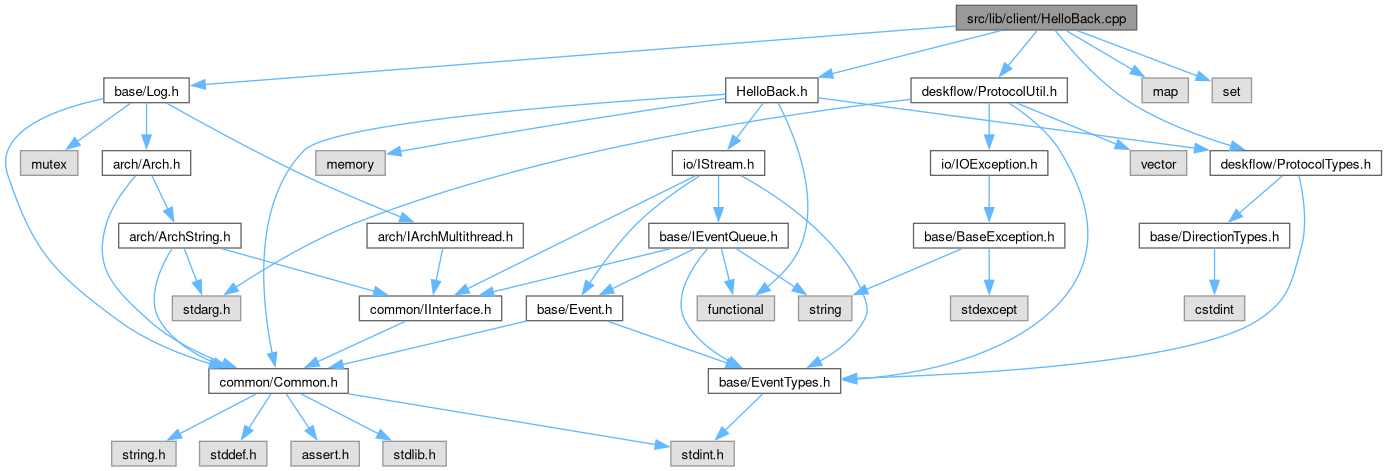 src/lib/client/HelloBack.cpp
base/Log.h
HelloBack.h
deskflow/ProtocolUtil.h
map
set
mutex
arch/Arch.h
memory
io/IStream.h
io/IOException.h
vector
deskflow/ProtocolTypes.h
arch/ArchString.h
arch/IArchMultithread.h
base/IEventQueue.h
base/BaseException.h
base/DirectionTypes.h
stdarg.h
common/IInterface.h
base/Event.h
functional
string
stdexcept
cstdint
common/Common.h
base/EventTypes.h
string.h
stddef.h
assert.h
stdlib.h
stdint.h